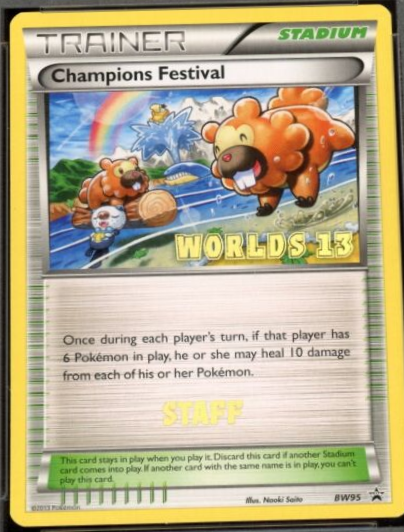 TRAINER STADIUM
Champions Festival
WORLDS 13
Once during each player's turn, if that player has
6 Pokémon in play, he or she may heal 10 damage
from each of his or her Pokémon.
STAFF
This card stays in play when you play it. Discard this card if another Stadium
card comes into play. If another card with the same name is in play, you can't
play this card.
©2013 Pokémon
Illus. Naoki Saito
BW95